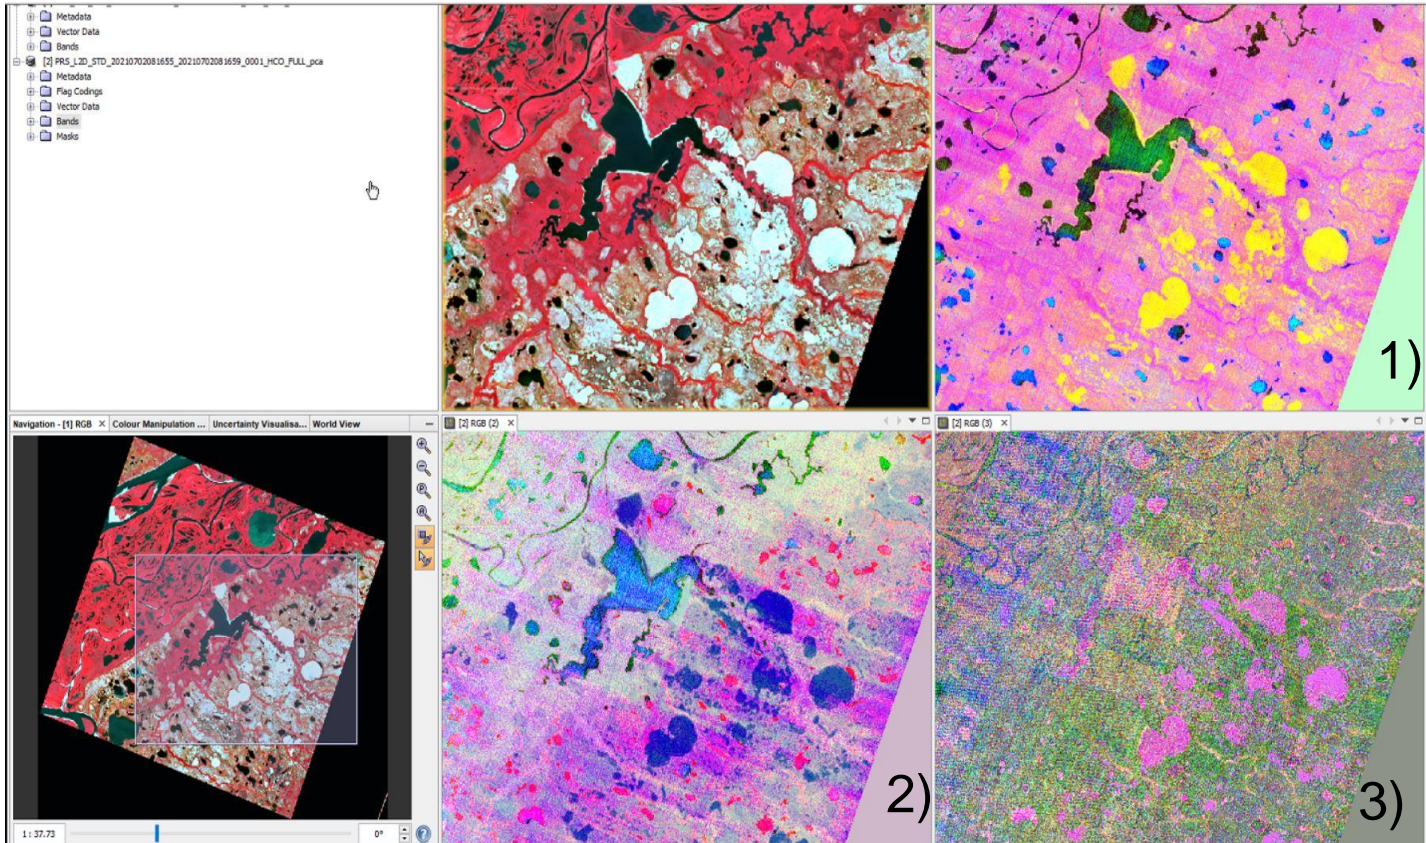 Metadata
Vector Data
Bands
[2] PRS_L2D_STD_20210702081655_20210702081659_0001_HCO_FULL_pca
Metadata
Flag Codings
Vector Data
Bands
Masks
1)
Navigation - [1] RGB
Colour Manipulation ...
Uncertainty Visualisa...
World View
[2] RGB (2)
[2] RGB (3)
2)
3)
1 : 37.73
0°